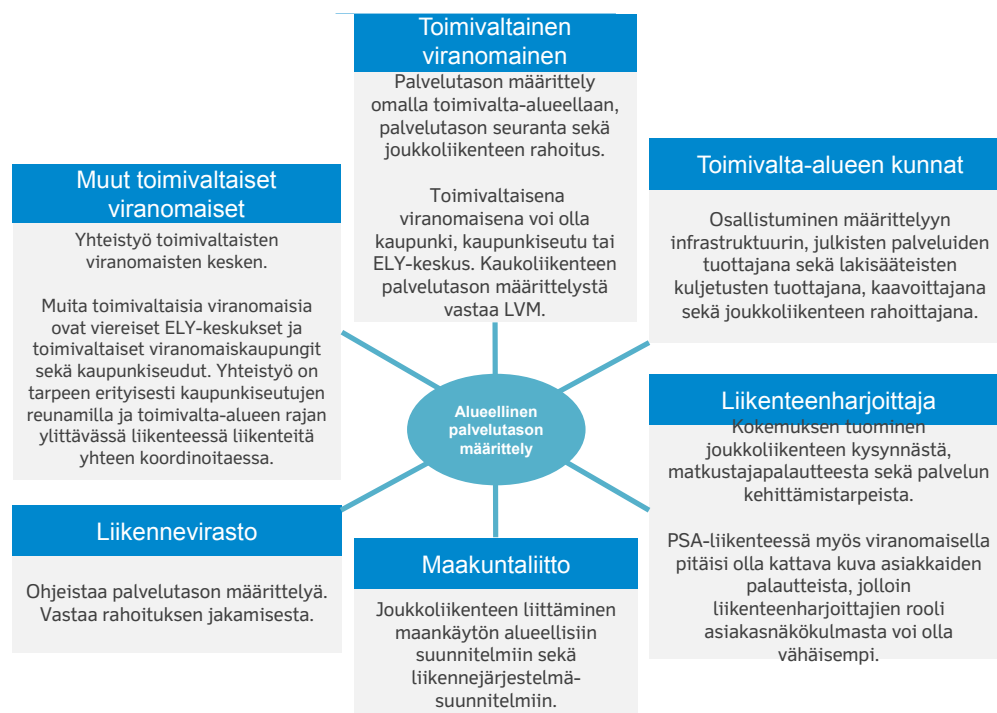 Toimivaltainen
viranomainen
Palvelutason määrittely
omalla toimivalta-alueellaan,
palvelutason seuranta sekä
joukkoliikenteen rahoitus.
Toimivaltaisena
viranomaisena voi olla
kaupunki, kaupunkiseutu tai
ELY-keskus. Kaukoliikenteen
palvelutason määrittelystä
vastaa LVM.
Muut toimivaltaiset
viranomaiset
Yhteistyö toimivaltaisten
viranomaisten kesken.
Muita toimivaltaisia viranomaisia
ovat viereiset ELY-keskukset ja
toimivaltaiset viranomaiskaupungit
sekä kaupunkiseudut. Yhteistyö on
tarpeen erityisesti kaupunkiseutujen
reunamilla ja toimivalta-alueen rajan
ylittävässä liikenteessä liikenteitä
yhteen koordinoitaessa.
Toimivalta-alueen kunnat
Osallistuminen määrittelyyn
infrastruktuurin, julkisten palveluiden
tuottajana sekä lakisääteisten
kuljetusten tuottajana, kaavoittajana
sekä joukkoliikenteen rahoittajana.
Alueellinen
palvelutason
määrittely
Liikenteenharjoittaja
Kokemuksen tuominen
joukkoliikenteen kysynnästä,
matkustajapalautteesta sekä palvelun
kehittämistarpeista.
PSA-liikenteessä myös viranomaisella
pitäisi olla kattava kuva asiakkaiden
palautteista, jolloin
liikenteenharjoittajien rooli
asiakasnäkökulmasta voi olla
vähäisempi.
Liikennevirasto
Ohjeistaa palvelutason määrittelyä.
Vastaa rahoituksen jakamisesta.
Maakuntaliitto
Joukkoliikenteen liittäminen
maankäytön alueellisiin
suunnitelmiin sekä
liikennejärjestelmä-
suunnitelmiin.